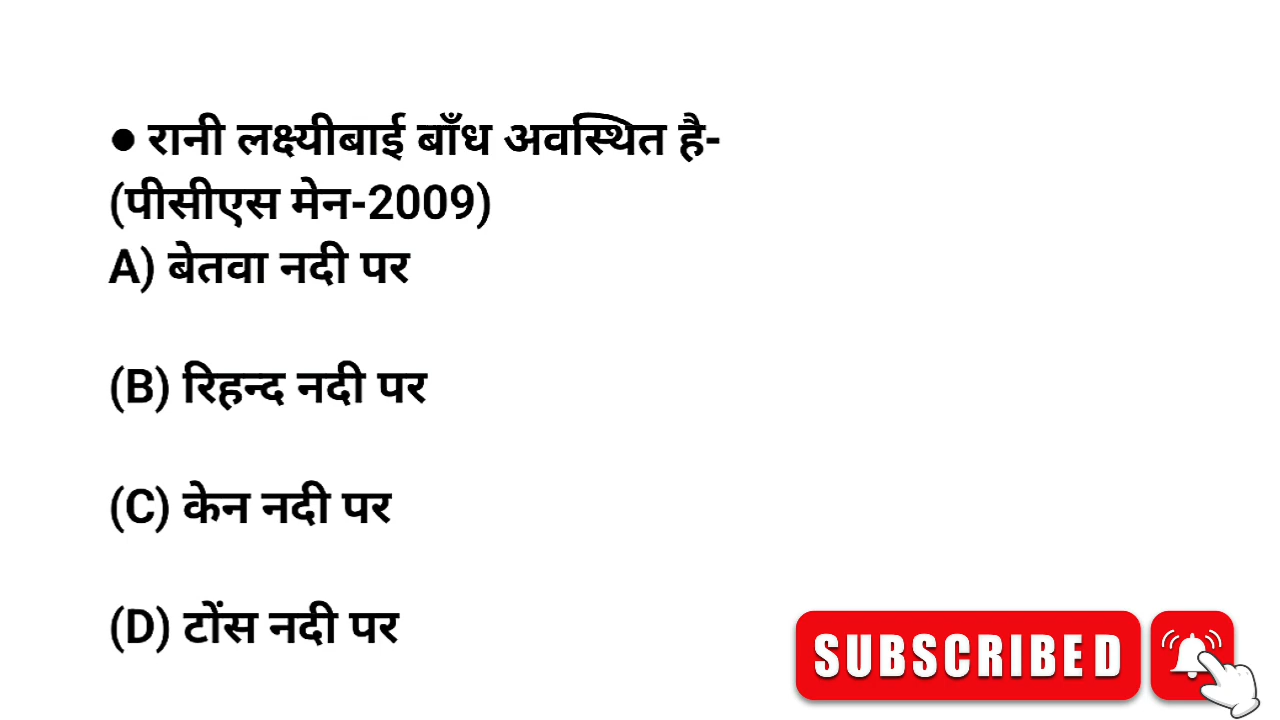 ● रानी लक्ष्यीबाई बाँध अवस्थित है-
(पीसीएस मेन-2009)
A) बेतवा नदी पर
(B) रिहन्द नदी पर
(C) केन नदी पर
(D) टोंस नदी पर
SUBSCRIBED